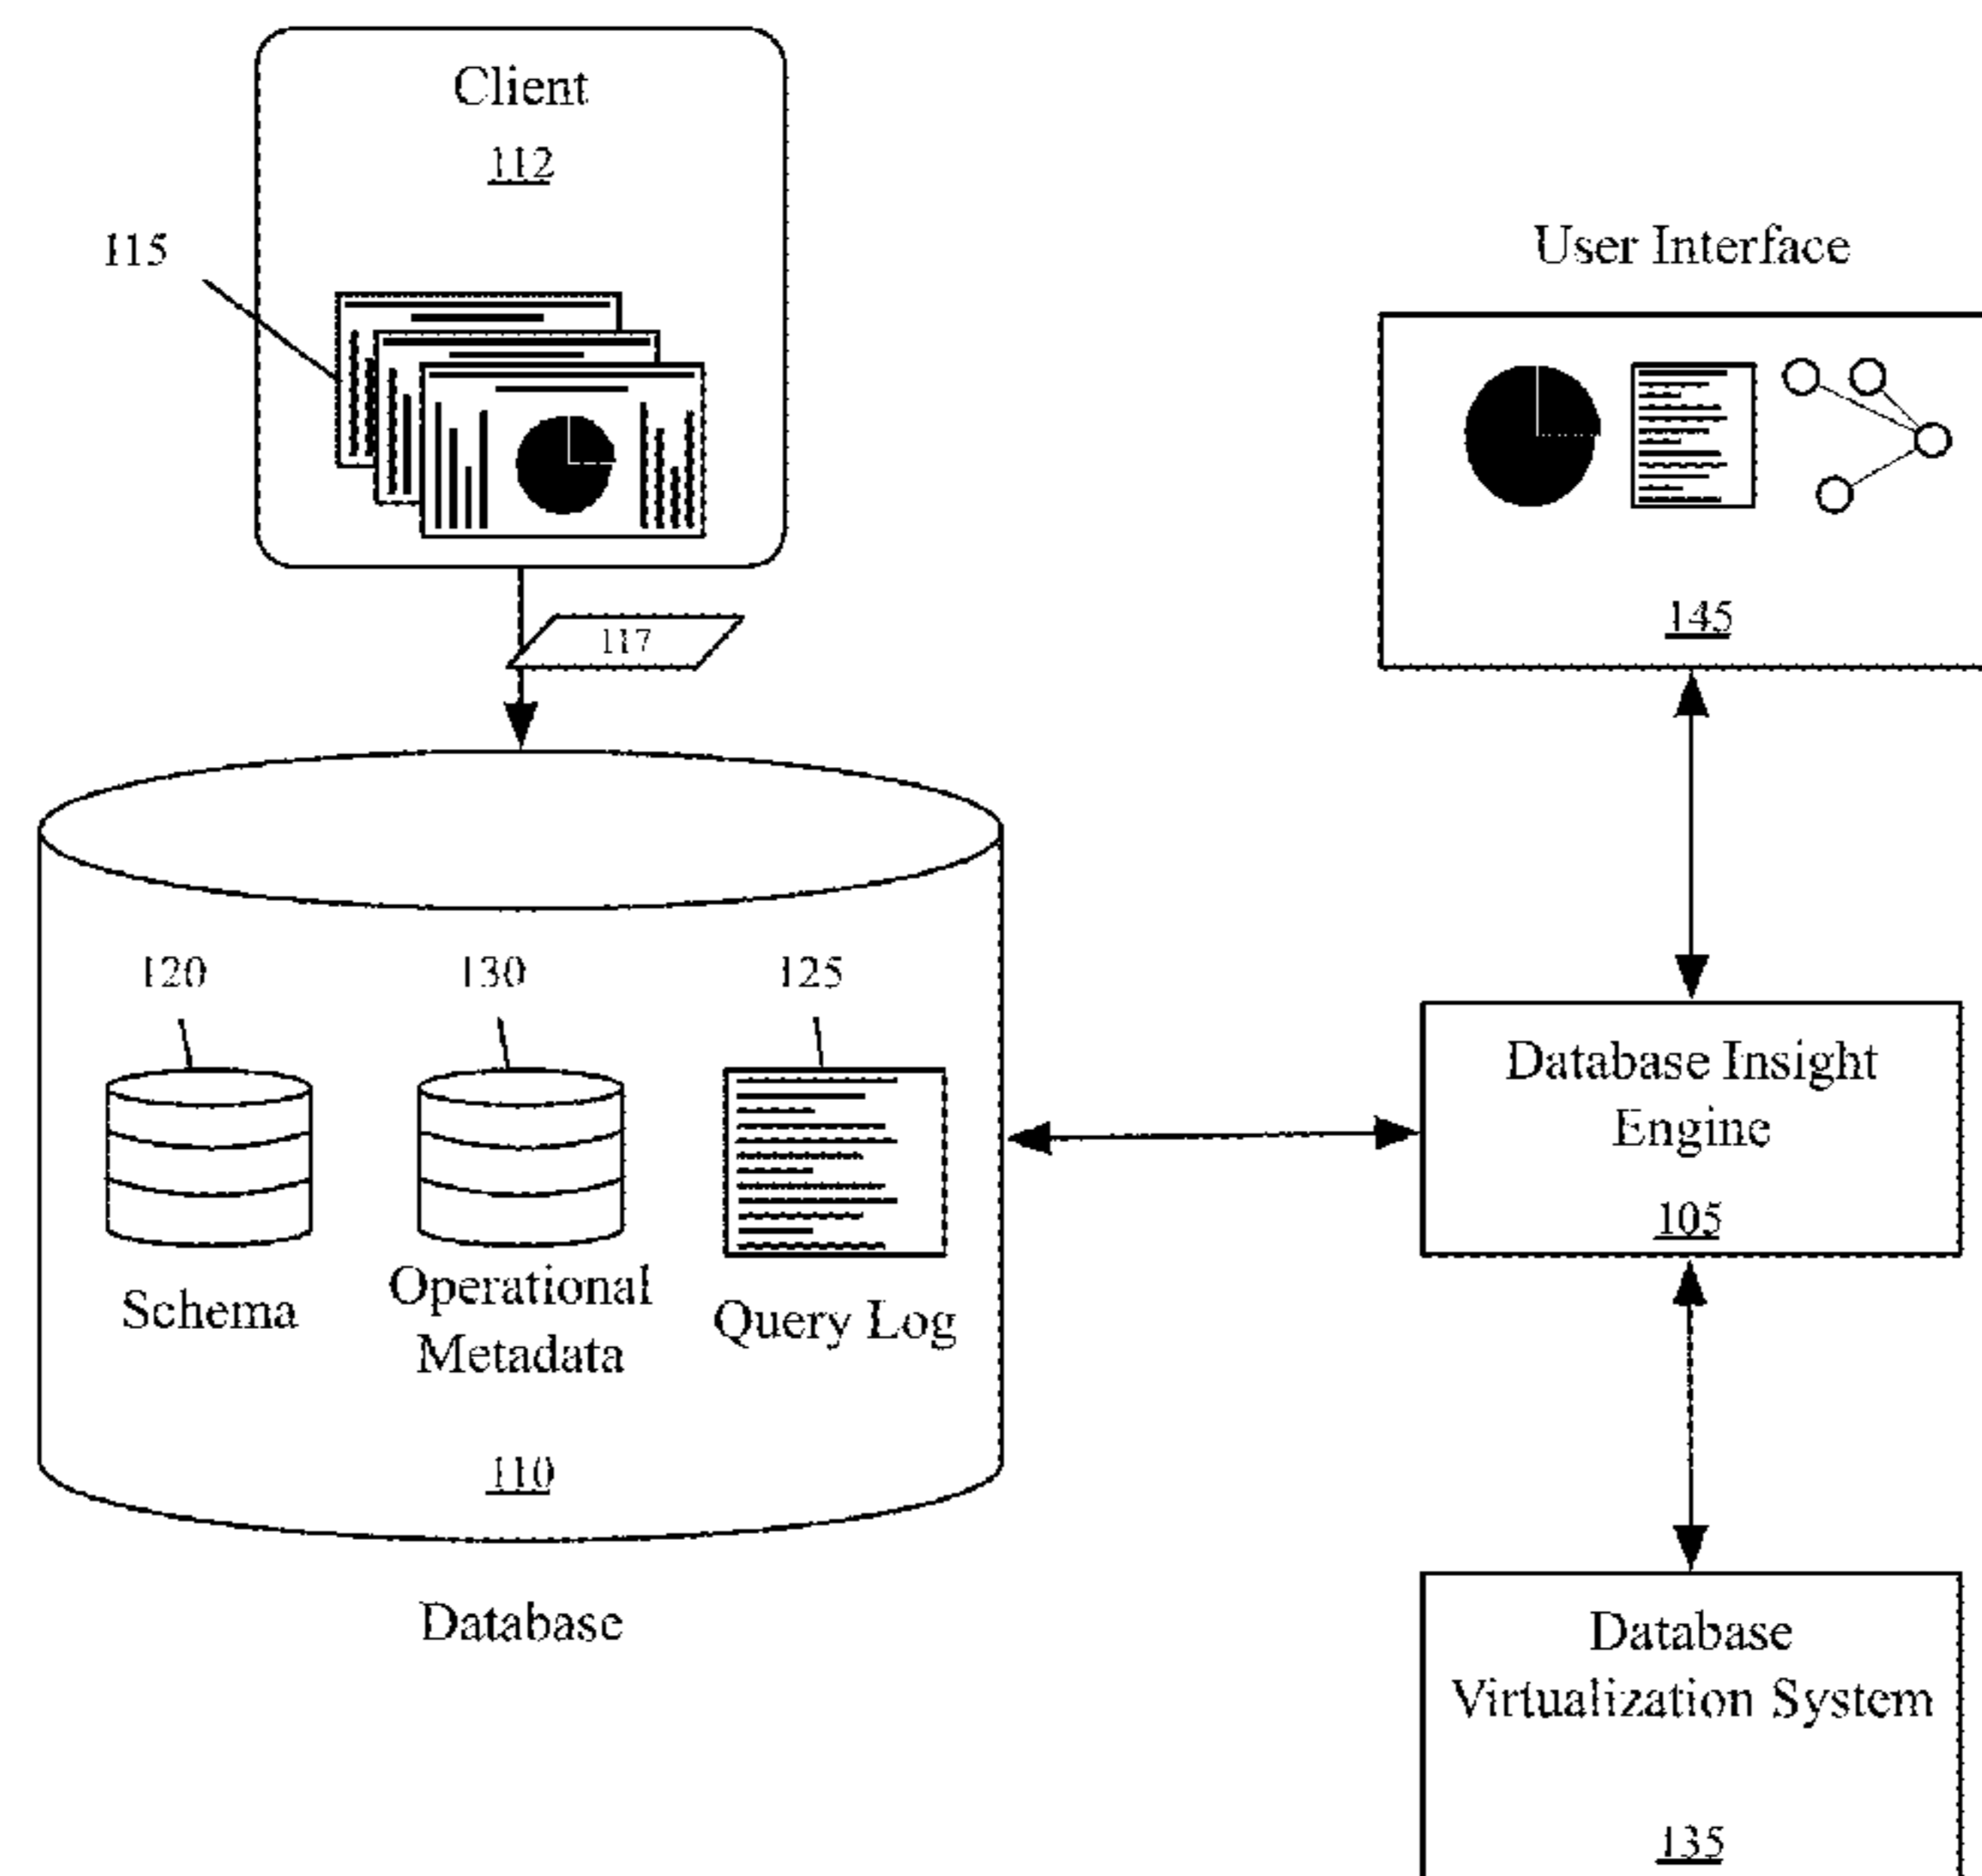 Client
112
115
117
User Interface
145
120
130
125
Schema
Operational
Metadata
Query Log
110
Database
Database Insight
Engine
105
Database
Virtualization System
135